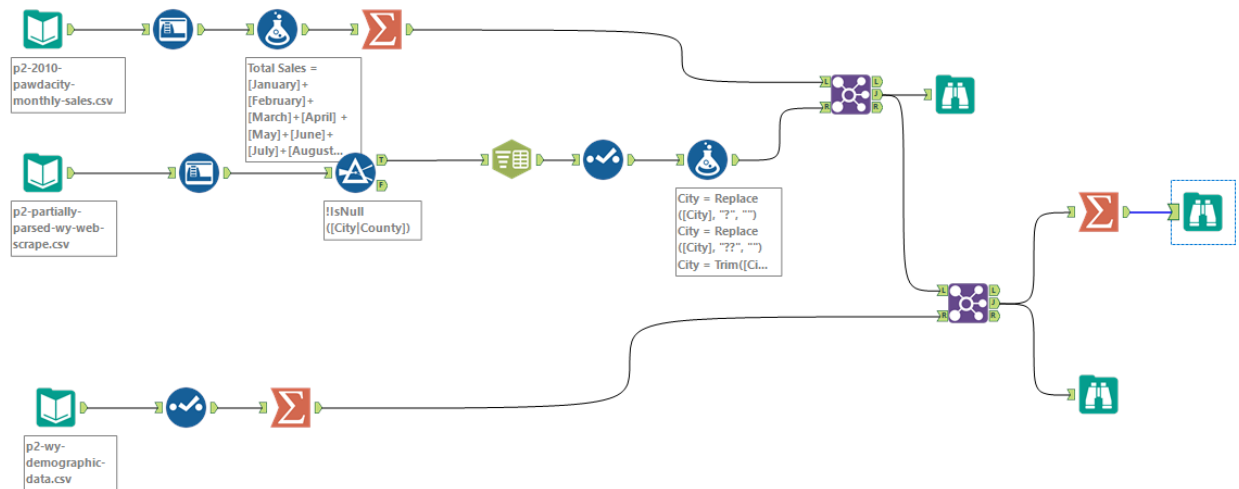 p2-2010-
pawdacity-
monthly-sales.csv
Total Sales =
[January]+
[February]+
[March]+[April] +
[May]+[June]+
[July]+[August...
L
R
L
J
R
p2-partially-
parsed-wy-web-
scrape.csv
T
F
!IsNull
([City|County])
City = Replace
([City], "?", "")
City = Replace
([City], "??", "")
City = Trim([Ci...
L
R
L
J
R
p2-wy-
demographic-
data.csv